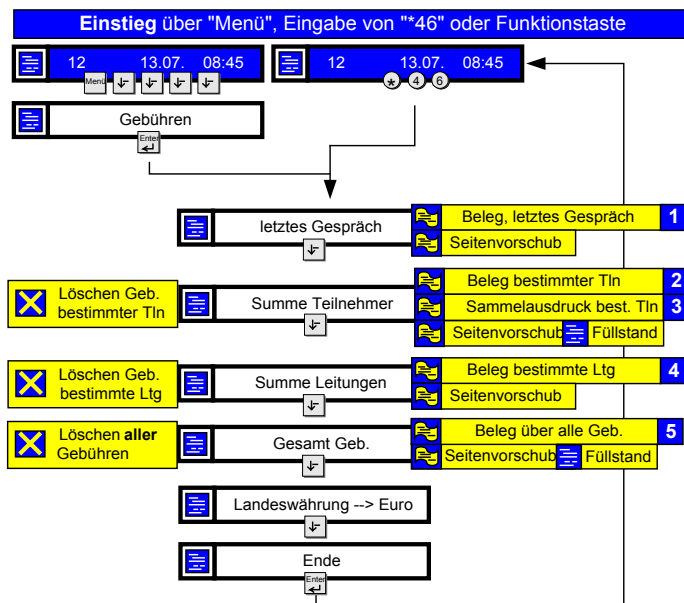 Einstieg über "Menü", Eingabe von "*46" oder Funktionstaste
12 13.07. 08:45
Menü
12 13.07. 08:45
* 4 6
Gebühren
Enter
letztes Gespräch
Beleg, letztes Gespräch 1
Seitenvorschub
Löschen Geb.
bestimmter Tln
Summe Teilnehmer
Beleg bestimmter Tln 2
Sammelausdruck best. Tln 3
Seitenvorschub Füllstand
Löschen Geb.
bestimmte Ltg
Summe Leitungen
Beleg bestimmte Ltg 4
Seitenvorschub
Löschen aller
Gebühren
Gesamt Geb.
Beleg über alle Geb. 5
Seitenvorschub Füllstand
Landeswährung --> Euro
Ende
Enter